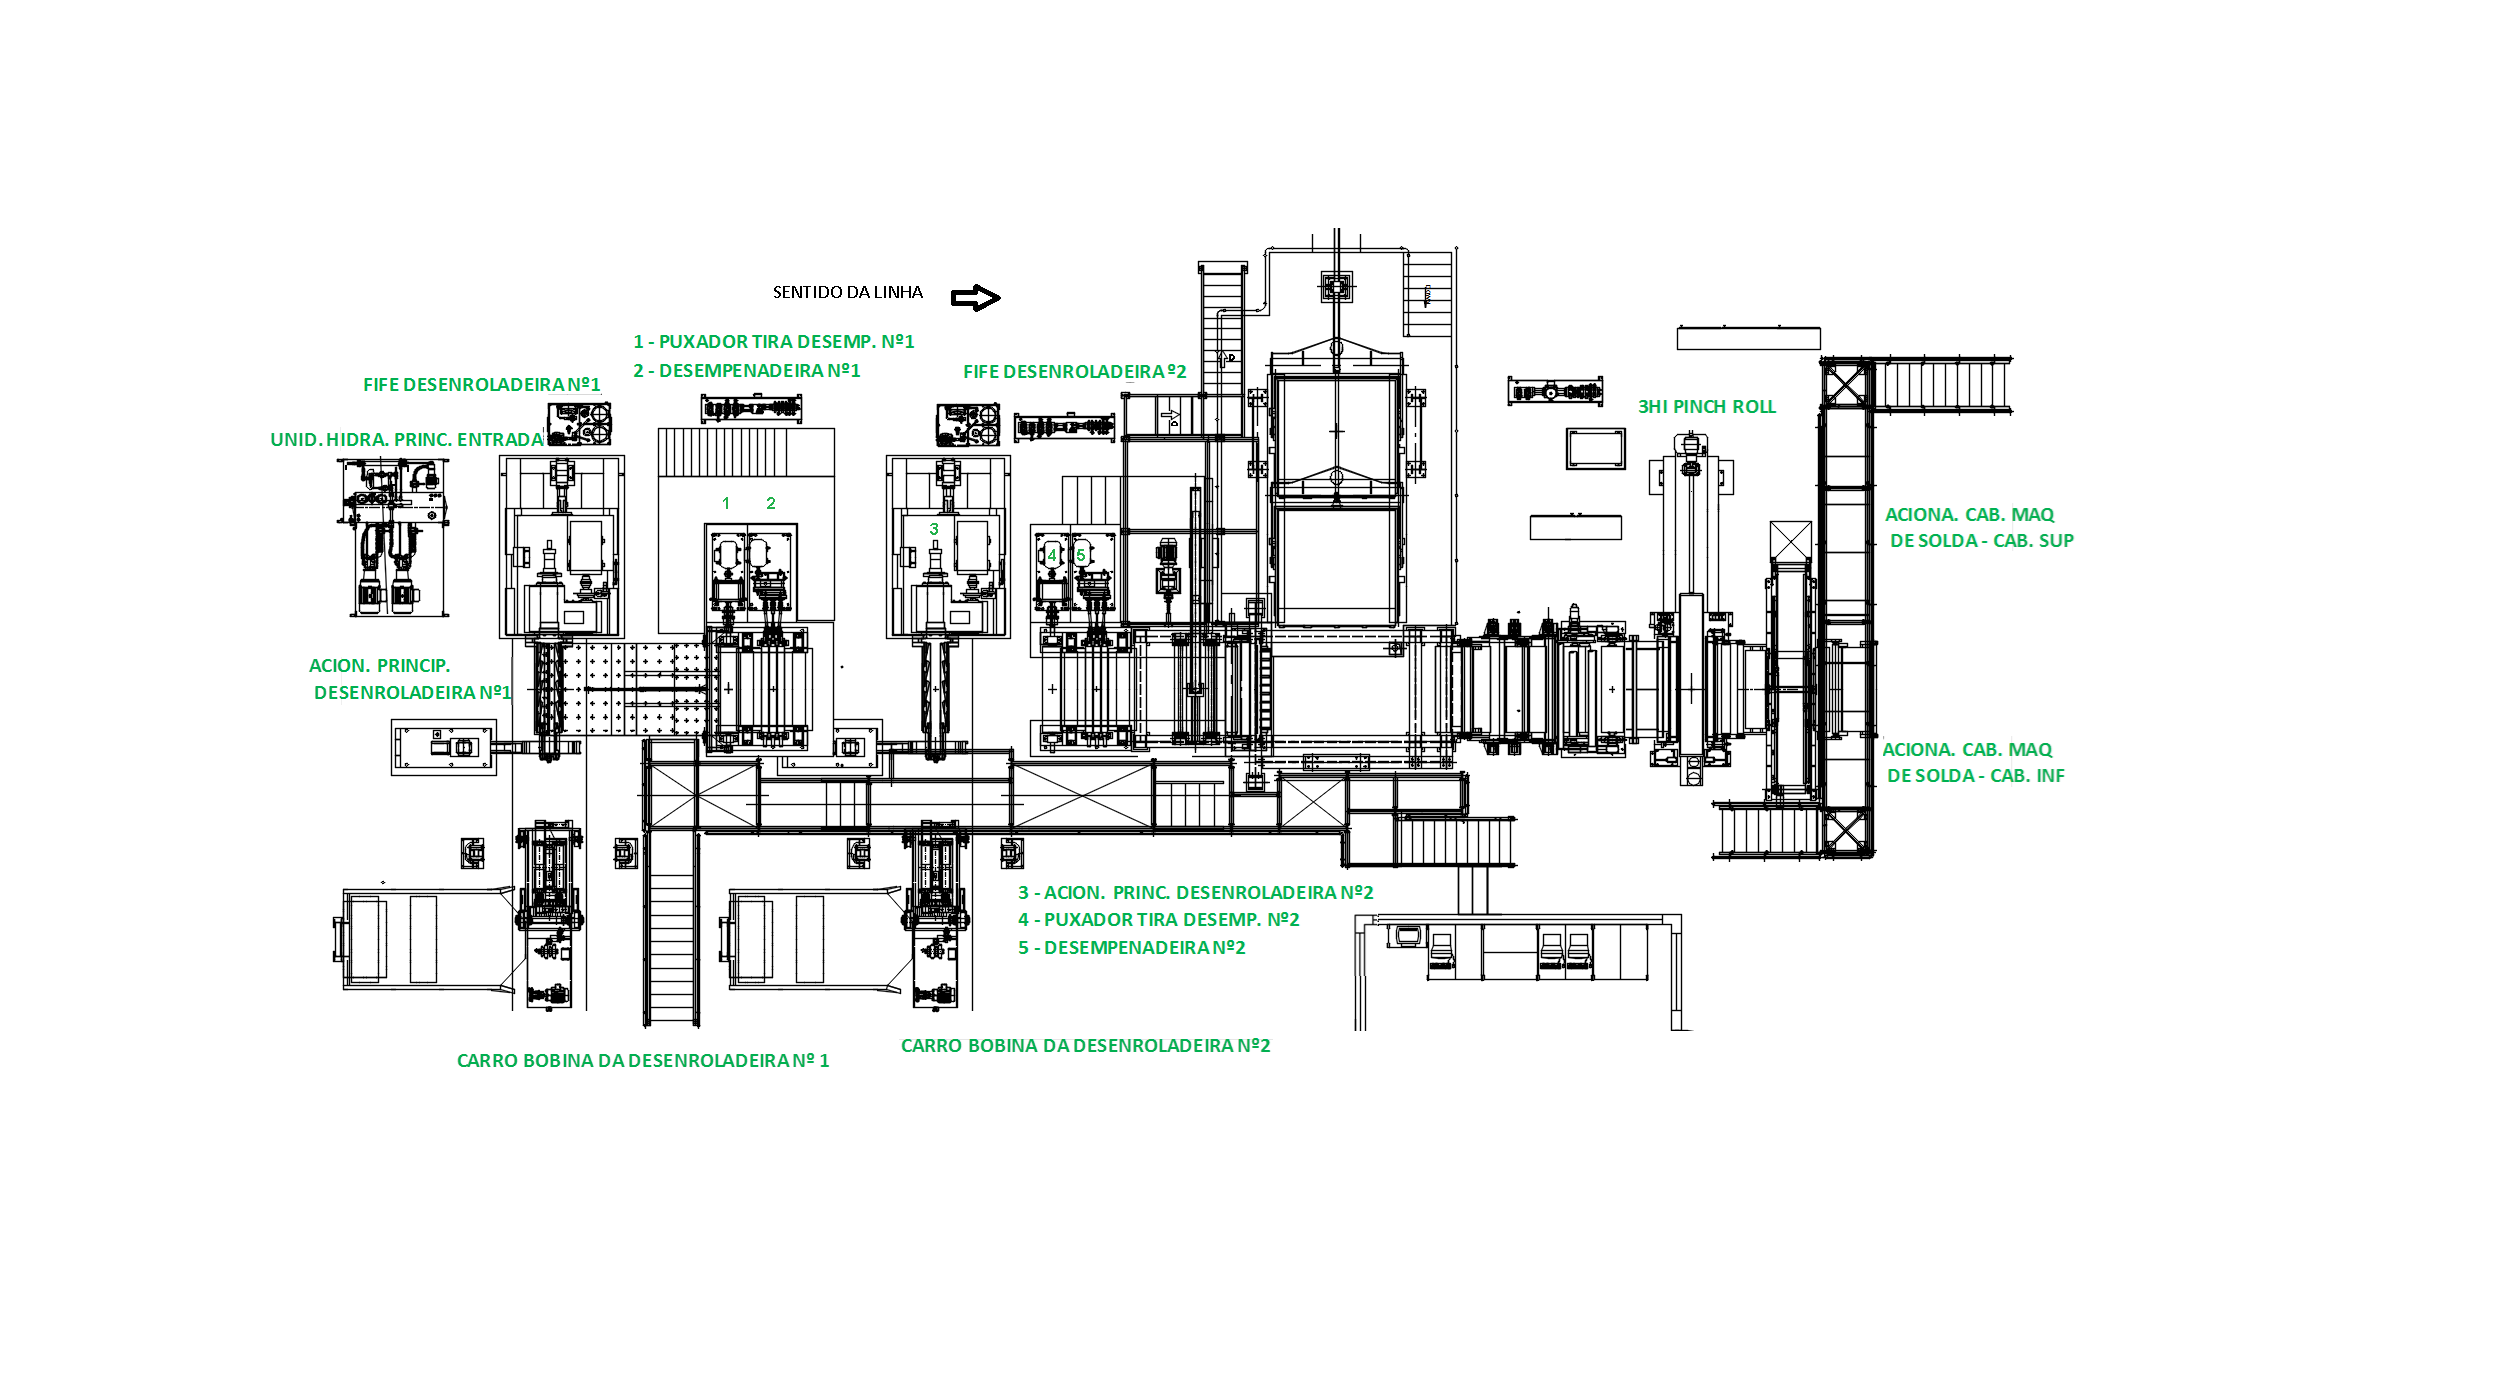 SENTIDO DA LINHA
1 - PUXADOR TIRA DESEMP. Nº1
2 - DESEMPENADEIRA Nº1
FIFE DESENROLADEIRA º2
FIFE DESENROLADEIRA Nº1
3HI PINCH ROLL
UNID. HIDRA. PRINC. ENTRADA
1
2
3
4
5
D
D
ACIONA. CAB. MAQ
DE SOLDA - CAB. SUP
ACION. PRINCIP.
DESENROLADEIRA Nº1
ACIONA. CAB. MAQ
DE SOLDA - CAB. INF
3 - ACION. PRINC. DESENROLADEIRA Nº2
4 - PUXADOR TIRA DESEMP. Nº2
5 - DESEMPENADEIRA Nº2
CARRO BOBINA DA DESENROLADEIRA Nº2
CARRO BOBINA DA DESENROLADEIRA Nº 1